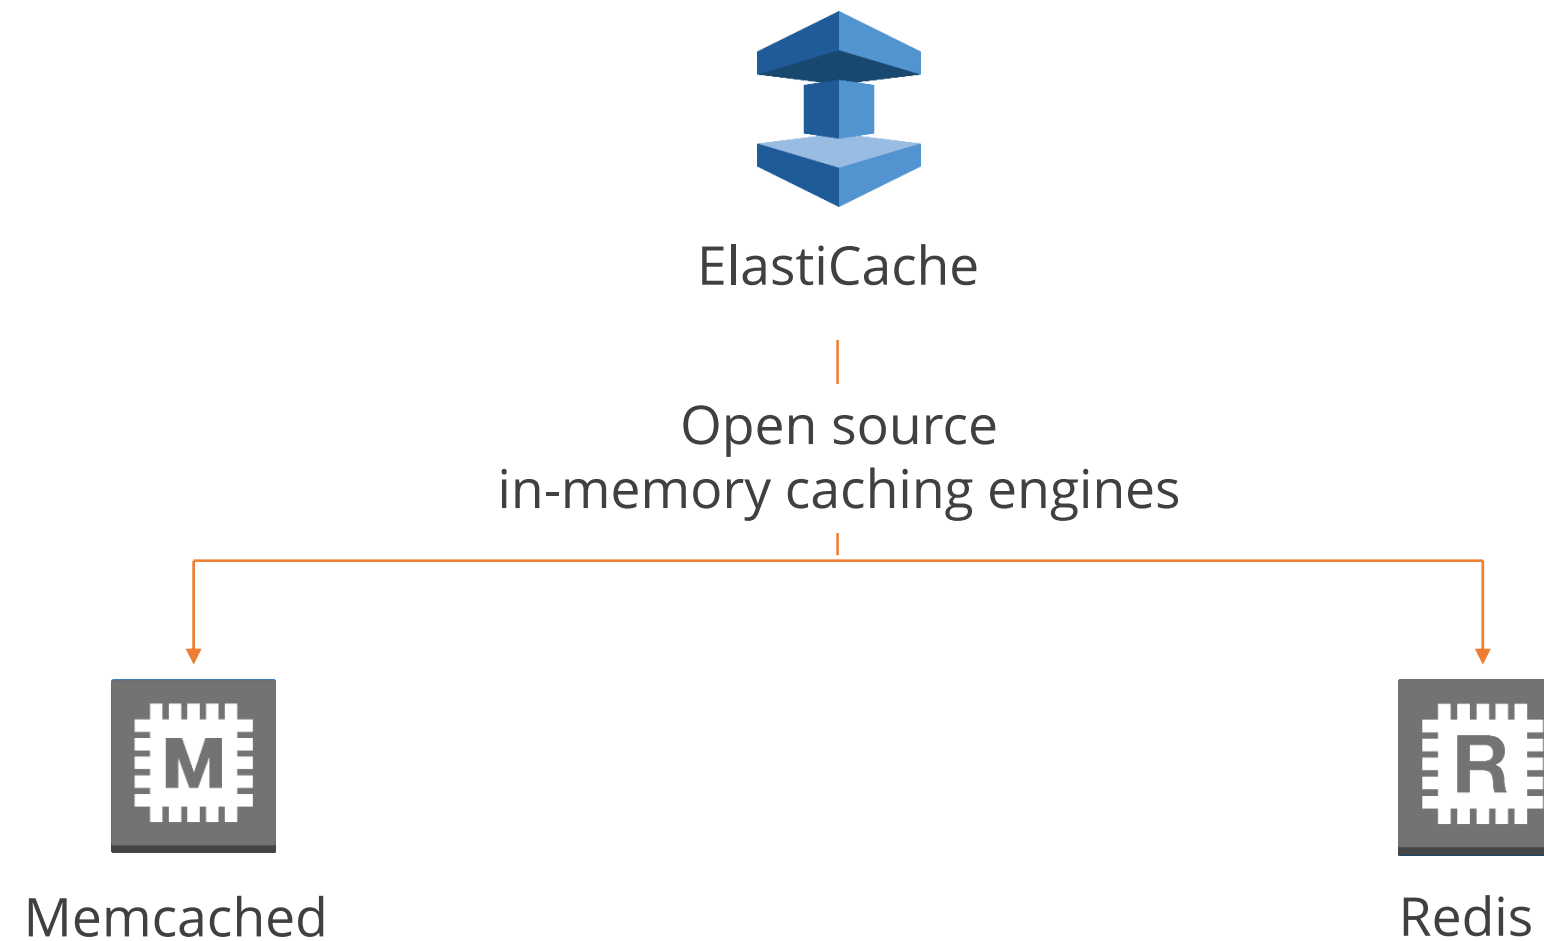 ElastiCache
Open source
in-memory caching engines
M
R
Memcached
Redis